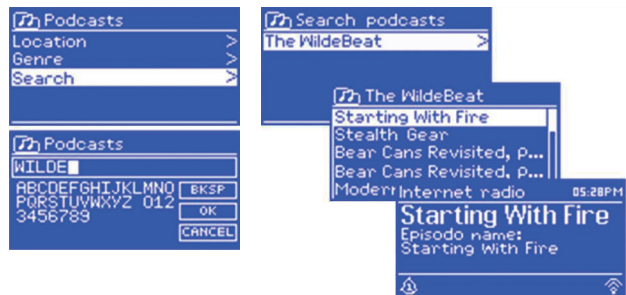 Podcasts
Location >
Genre >
Search >
Podcasts
WILDE
ABCDEFGHIJKLMNO BKSP
PQRSTUVWXYZ 012 OK
3456789
CANCEL
Search podcasts
The WildeBeat >
The WildeBeat
Starting With Fire
Stealth Gear
Bear Cans Revisited, p...
Bear Cans Revisited, p...
Moderr
Internet radio 05:28PM
Starting With Fire
Episodo name:
Starting With Fire
1